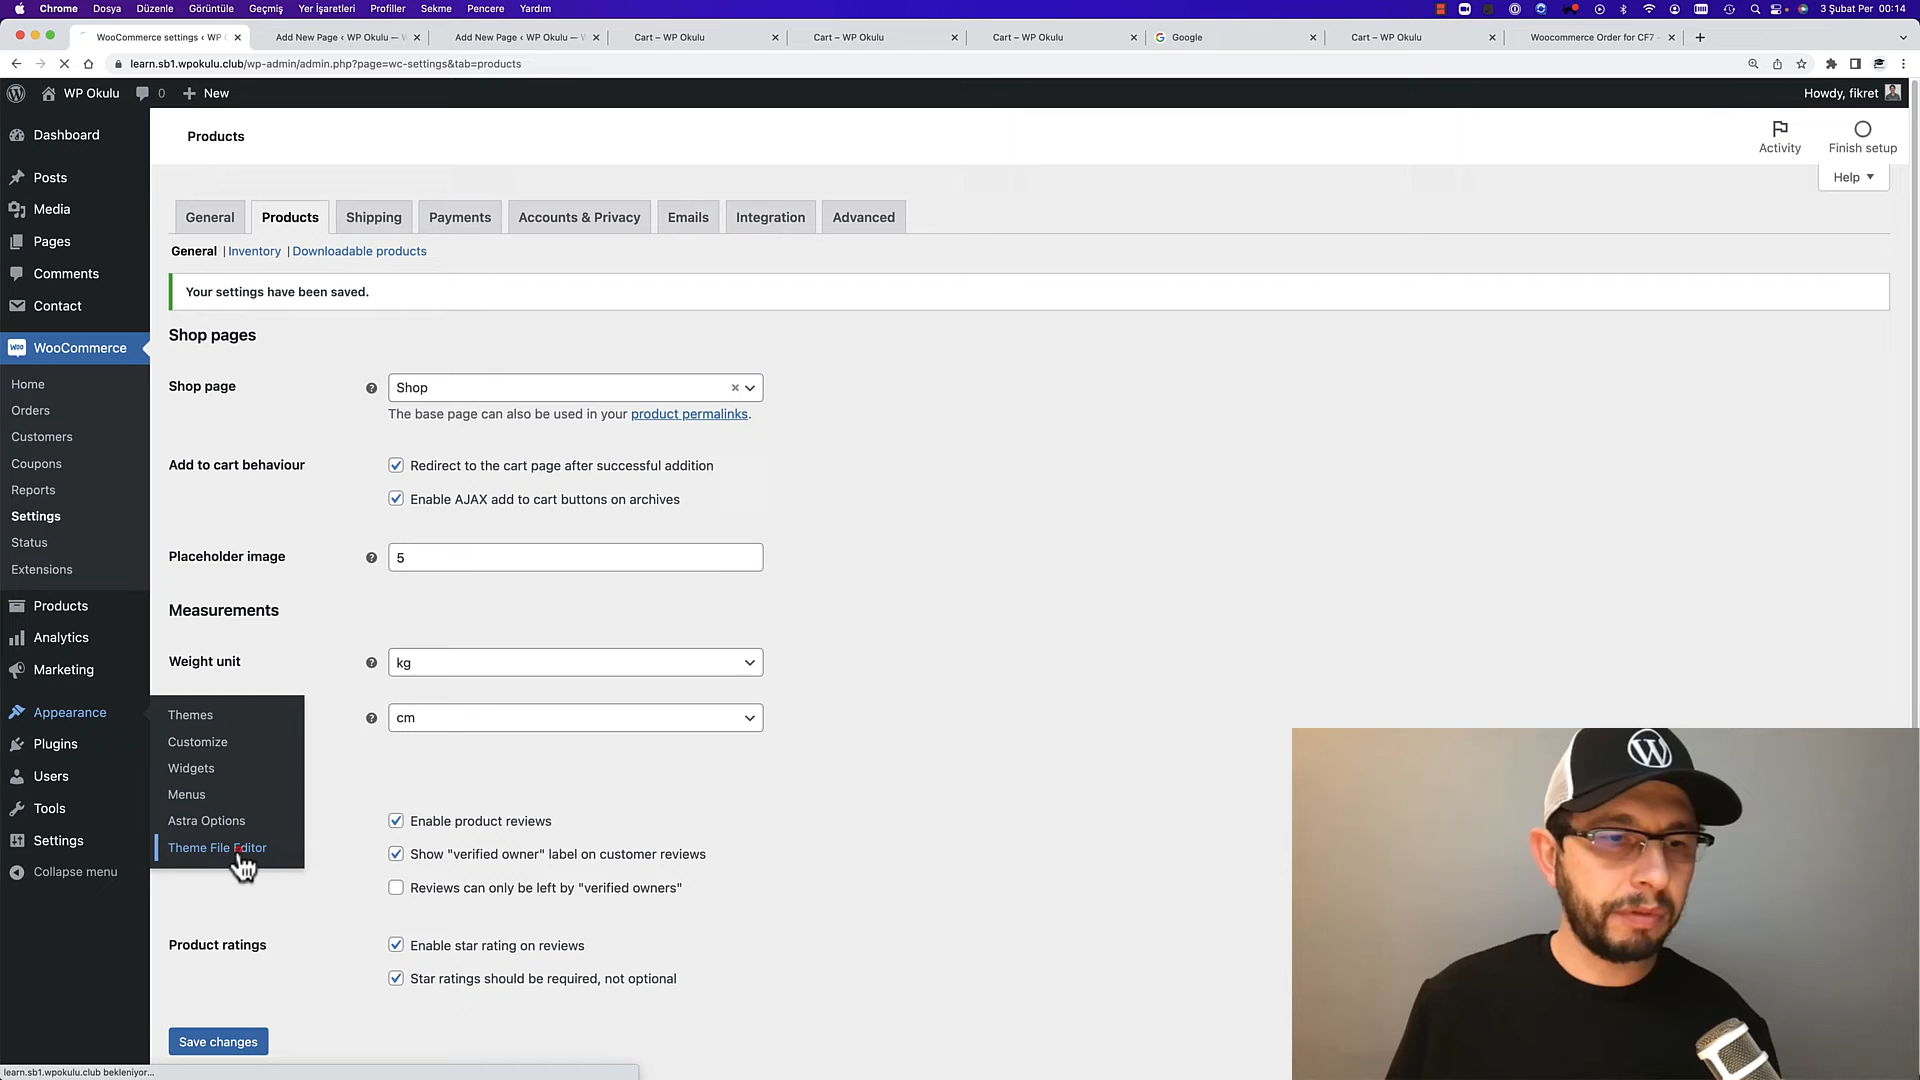 Chrome Dosya Düzenle Görüntüle Geçmiş Yer İşaretleri Profiller Sekme Pencere Yardım 3 Şubat Per 00:14
WooCommerce settings ‹ WP Add New Page ‹ WP Okulu — Add New Page ‹ WP Okulu — Cart – WP Okulu Cart – WP Okulu Cart – WP Okulu Google Cart – WP Okulu Woocommerce Order for CF7 -
learn.sb1.wpokulu.club/wp-admin/admin.php?page=wc-settings&tab=products
WP Okulu 0 New Howdy, fikret
Dashboard
Posts
Media
Pages
Comments
Contact
WooCommerce
Home
Orders
Customers
Coupons
Reports
Settings
Status
Extensions
Products
Analytics
Marketing
Appearance
Plugins
Users
Tools
Settings
Collapse menu
Themes
Customize
Widgets
Menus
Astra Options
Theme File Editor
Products
Activity
Finish setup
Help
General Products Shipping Payments Accounts & Privacy Emails Integration Advanced
General | Inventory | Downloadable products
Your settings have been saved.
Shop pages
Shop page Shop
The base page can also be used in your product permalinks.
Add to cart behaviour Redirect to the cart page after successful addition
Enable AJAX add to cart buttons on archives
Placeholder image 5
Measurements
Weight unit kg
cm
Enable product reviews
Show "verified owner" label on customer reviews
Reviews can only be left by "verified owners"
Product ratings Enable star rating on reviews
Star ratings should be required, not optional
Save changes
learn.sb1.wpokulu.club bekleniyor...